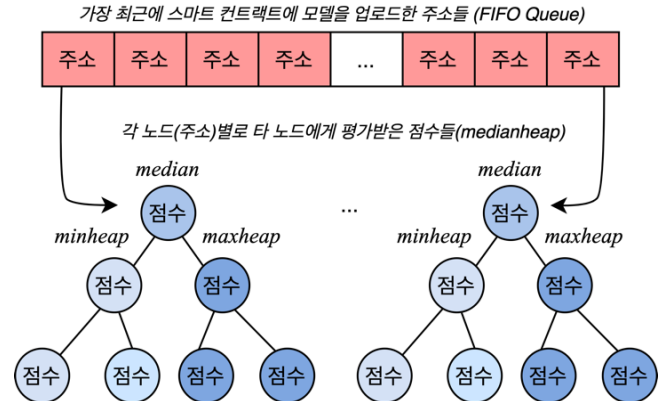 가장 최근에 스마트 컨트랙트에 모델을 업로드한 주소들 (FIFO Queue)
주소 주소 주소 주소 ... 주소 주소 주소
각 노드(주소)별로 타 노드에게 평가받은 점수들(medianheap)
median median
점수 ... 점수
minheap maxheap minheap maxheap
점수 점수 점수 점수
점수 점수 점수 점수 점수 점수 점수 점수